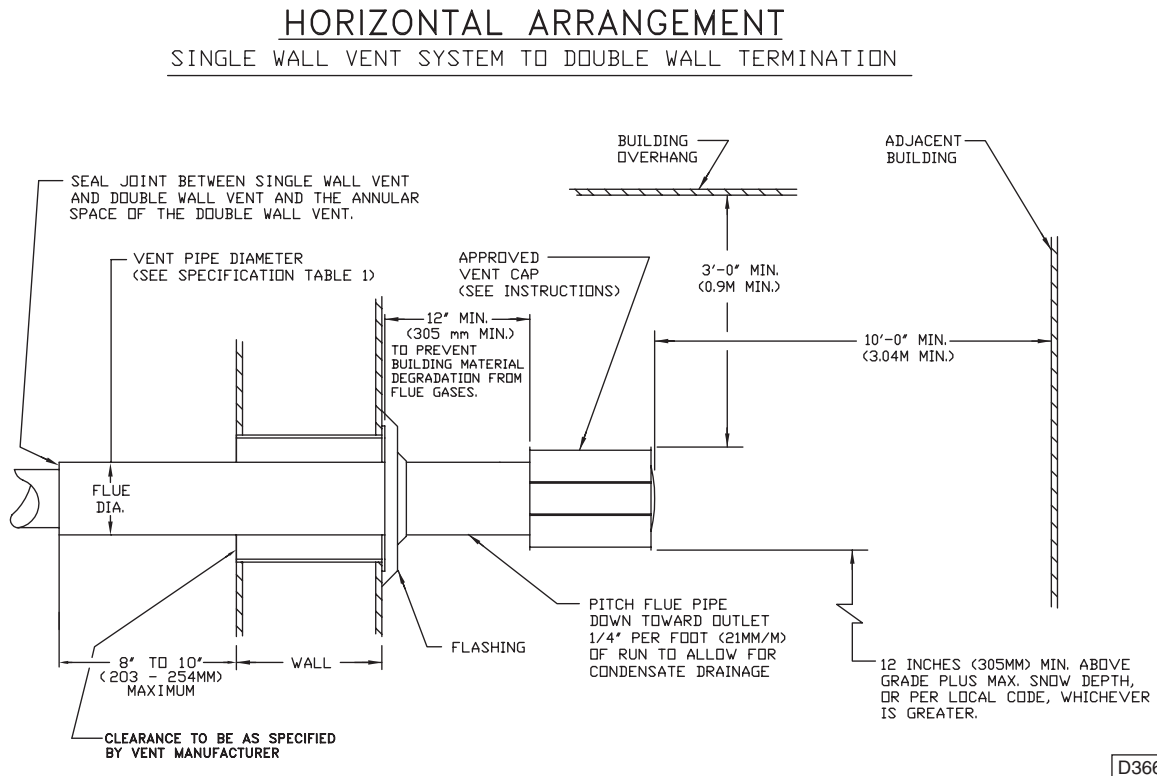 HORIZONTAL ARRANGEMENT
SINGLE WALL VENT SYSTEM TO DOUBLE WALL TERMINATION
BUILDING
OVERHANG
ADJACENT
BUILDING
SEAL JOINT BETWEEN SINGLE WALL VENT
AND DOUBLE WALL VENT AND THE ANNULAR
SPACE OF THE DOUBLE WALL VENT.
VENT PIPE DIAMETER
(SEE SPECIFICATION TABLE 1)
APPROVED
VENT CAP
(SEE INSTRUCTIONS)
3'-0" MIN.
(0.9M MIN.)
12" MIN.
(305 mm MIN.)
TO PREVENT
BUILDING MATERIAL
DEGRADATION FROM
FLUE GASES.
10'-0" MIN.
(3.04M MIN.)
FLUE
DIA.
PITCH FLUE PIPE
DOWN TOWARD OUTLET
1/4" PER FOOT (21MM/M)
OF RUN TO ALLOW FOR
CONDENSATE DRAINAGE
FLASHING
8" TO 10"
(203 - 254MM)
MAXIMUM
WALL
12 INCHES (305MM) MIN. ABOVE
GRADE PLUS MAX. SNOW DEPTH,
OR PER LOCAL CODE, WHICHEVER
IS GREATER.
CLEARANCE TO BE AS SPECIFIED
BY VENT MANUFACTURER
D366